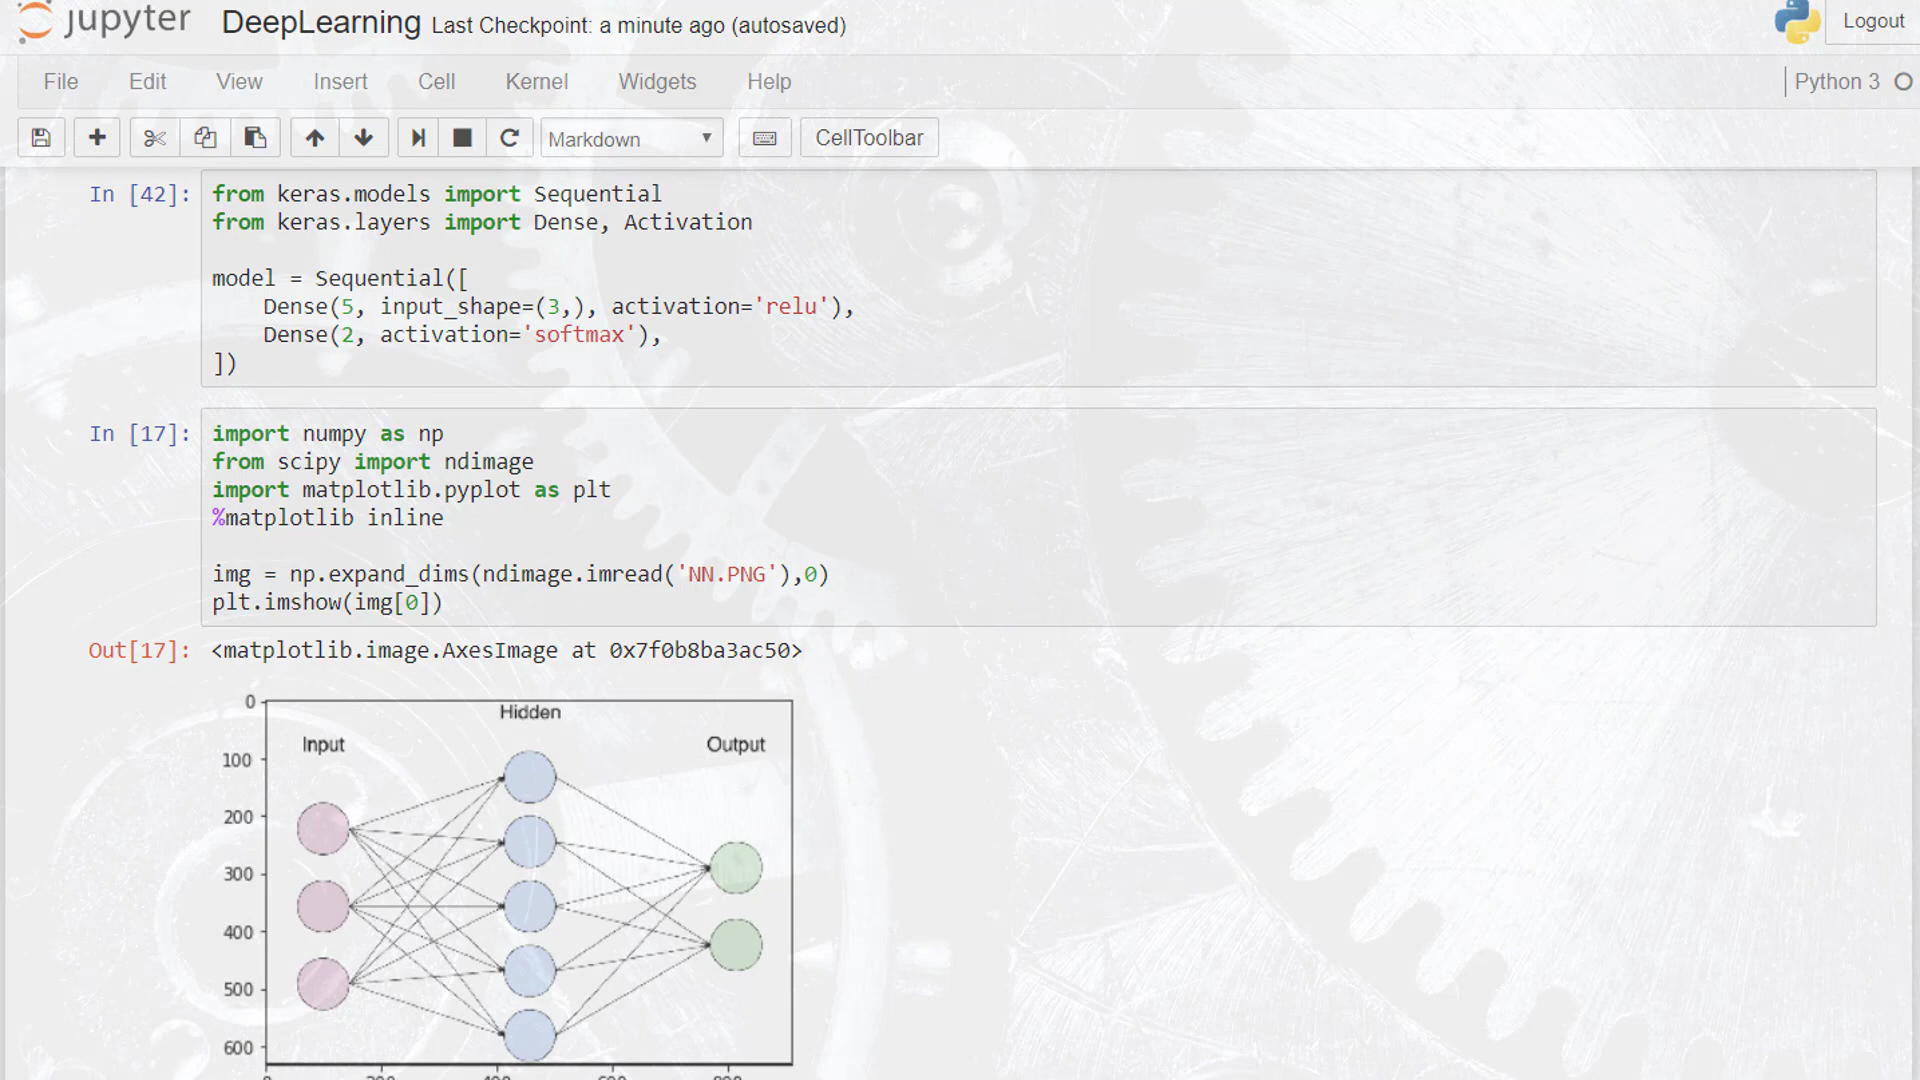 jupyter DeepLearning Last Checkpoint: a minute ago (autosaved) Logout
File Edit View Insert Cell Kernel Widgets Help Python 3
Markdown CellToolbar
In [42]: from keras.models import Sequential
from keras.layers import Dense, Activation
model = Sequential([
Dense(5, input_shape=(3,), activation='relu'),
Dense(2, activation='softmax'),
])
In [17]: import numpy as np
from scipy import ndimage
import matplotlib.pyplot as plt
%matplotlib inline
img = np.expand_dims(ndimage.imread('NN.PNG'),0)
plt.imshow(img[0])
Out[17]: <matplotlib.image.AxesImage at 0x7f0b8ba3ac50>
0
Hidden
Input Output
100
200
300
400
500
600